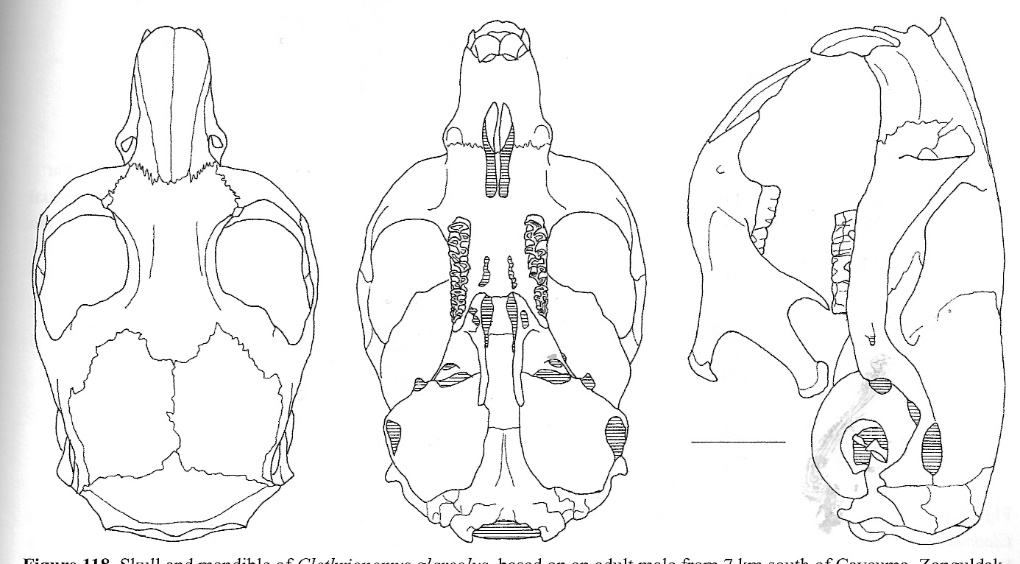 Figure 118 Skull and mandible of Clethrionomys glareolus, based on an adult male from 7 km south of Çaycuma, Zonguldak